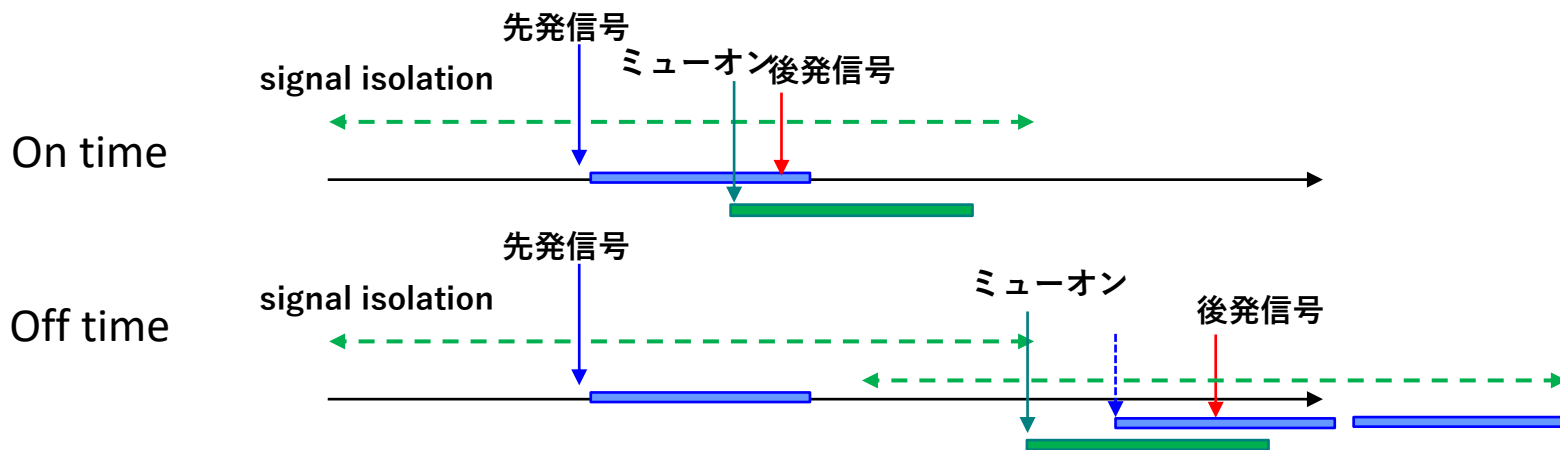 先発信号
ミューオン
後発信号
signal isolation
On time
先発信号
ミューオン
signal isolation
後発信号
Off time